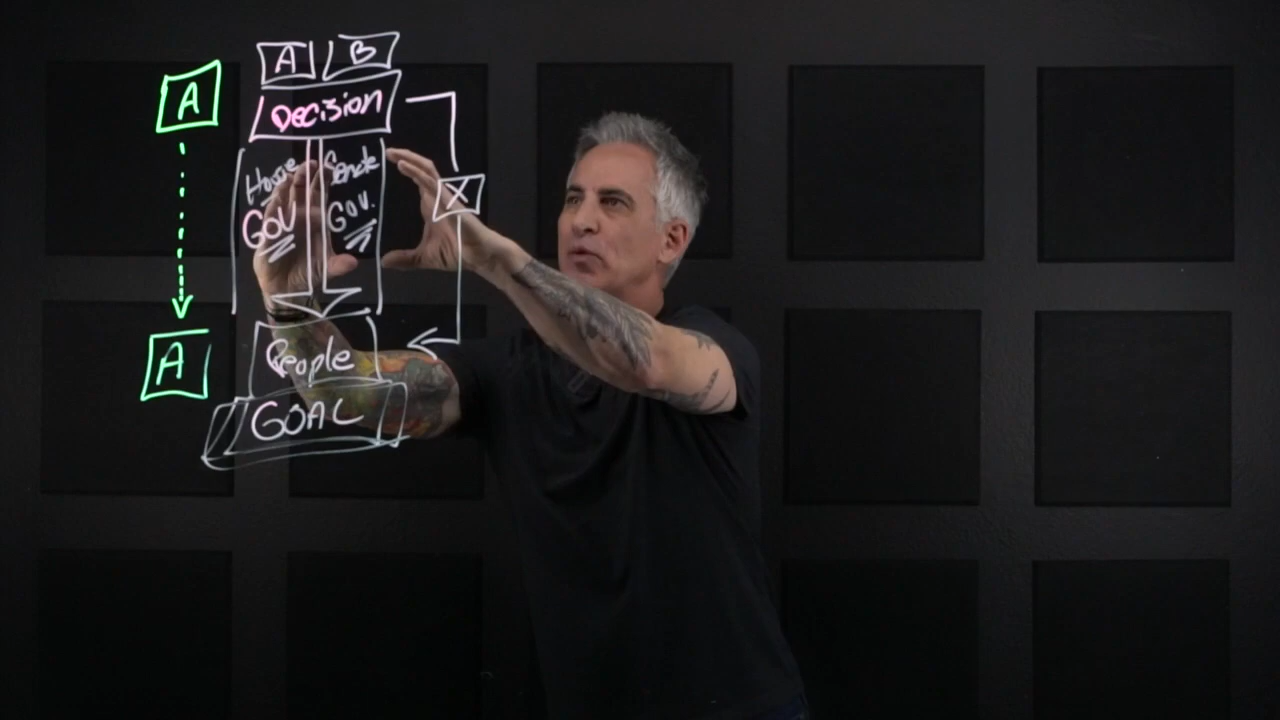 A B
A
Decision
House Senate
GOV GOV.
X
People
A
GOAL